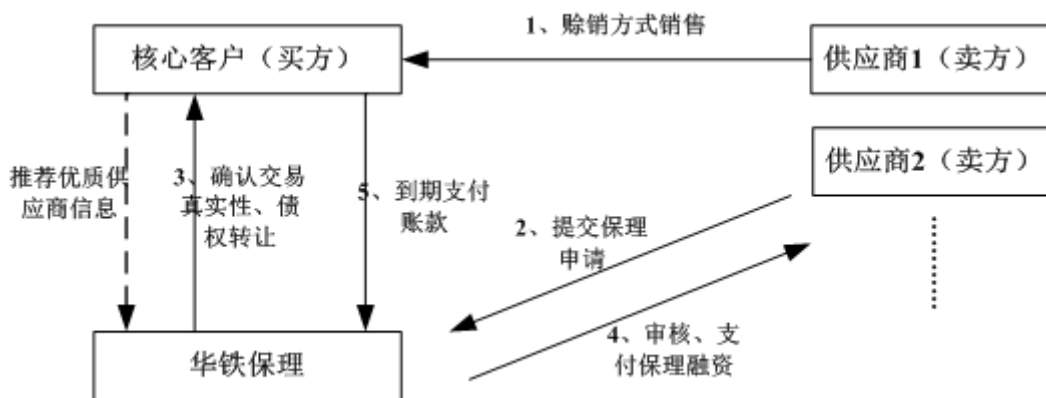 1、赊销方式销售
核心客户（买方）
供应商1（卖方）
供应商2（卖方）
推荐优质供
应商信息
3、确认交易
真实性、债
权转让
5、到期支付
账款
2、提交保理
申请
4、审核、支
付保理融资
华铁保理